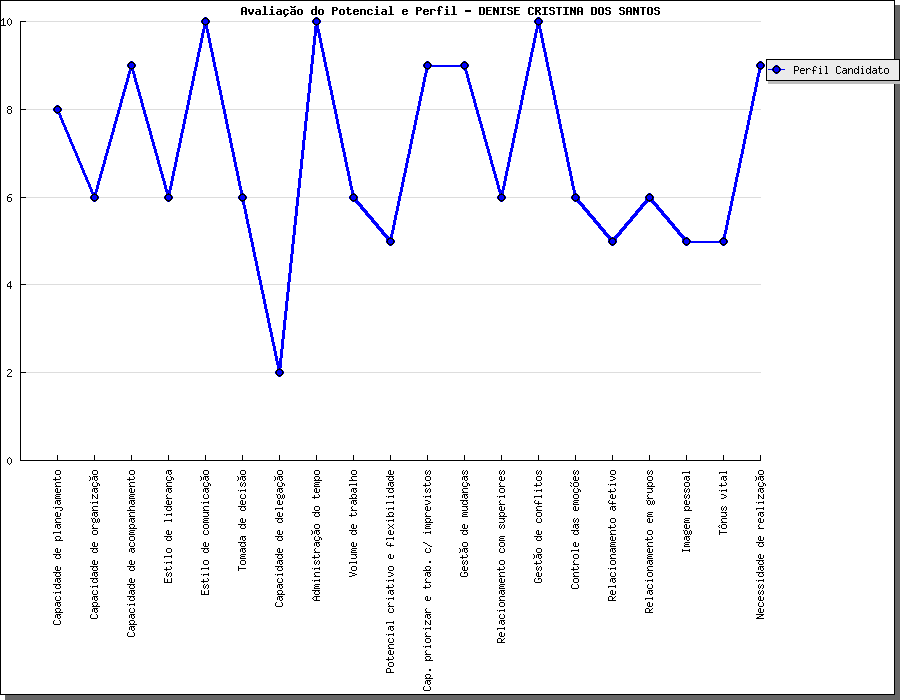 Avaliação do Potencial e Perfil - DENISE CRISTINA DOS SANTOS
10
8
6
4
2
0
Perfil Candidato
Capacidade de planejamento
Capacidade de organização
Capacidade de acompanhamento
Estilo de liderança
Estilo de comunicação
Tomada de decisão
Capacidade de delegação
Administração do tempo
Volume de trabalho
Potencial criativo e flexibilidade
Cap. priorizar e trab. c/ imprevistos
Gestão de mudanças
Relacionamento com superiores
Gestão de conflitos
Controle das emoções
Relacionamento afetivo
Relacionamento em grupos
Imagem pessoal
Tônus vital
Necessidade de realização